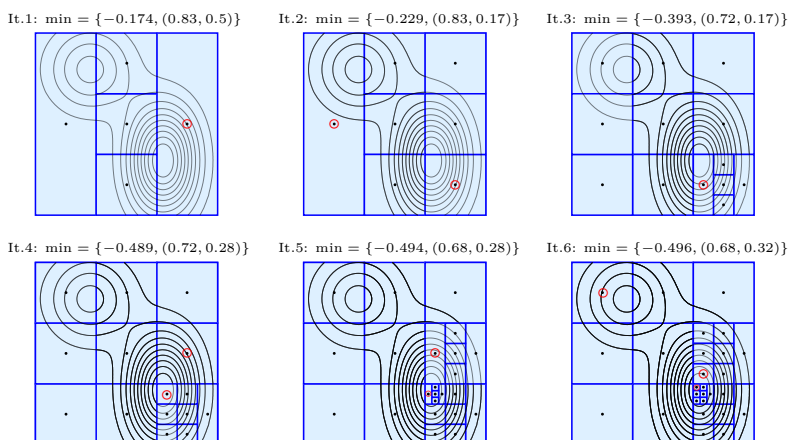 It.1: min = {−0.174, (0.83, 0.5)}
It.2: min = {−0.229, (0.83, 0.17)}
It.3: min = {−0.393, (0.72, 0.17)}
It.4: min = {−0.489, (0.72, 0.28)}
It.5: min = {−0.494, (0.68, 0.28)}
It.6: min = {−0.496, (0.68, 0.32)}